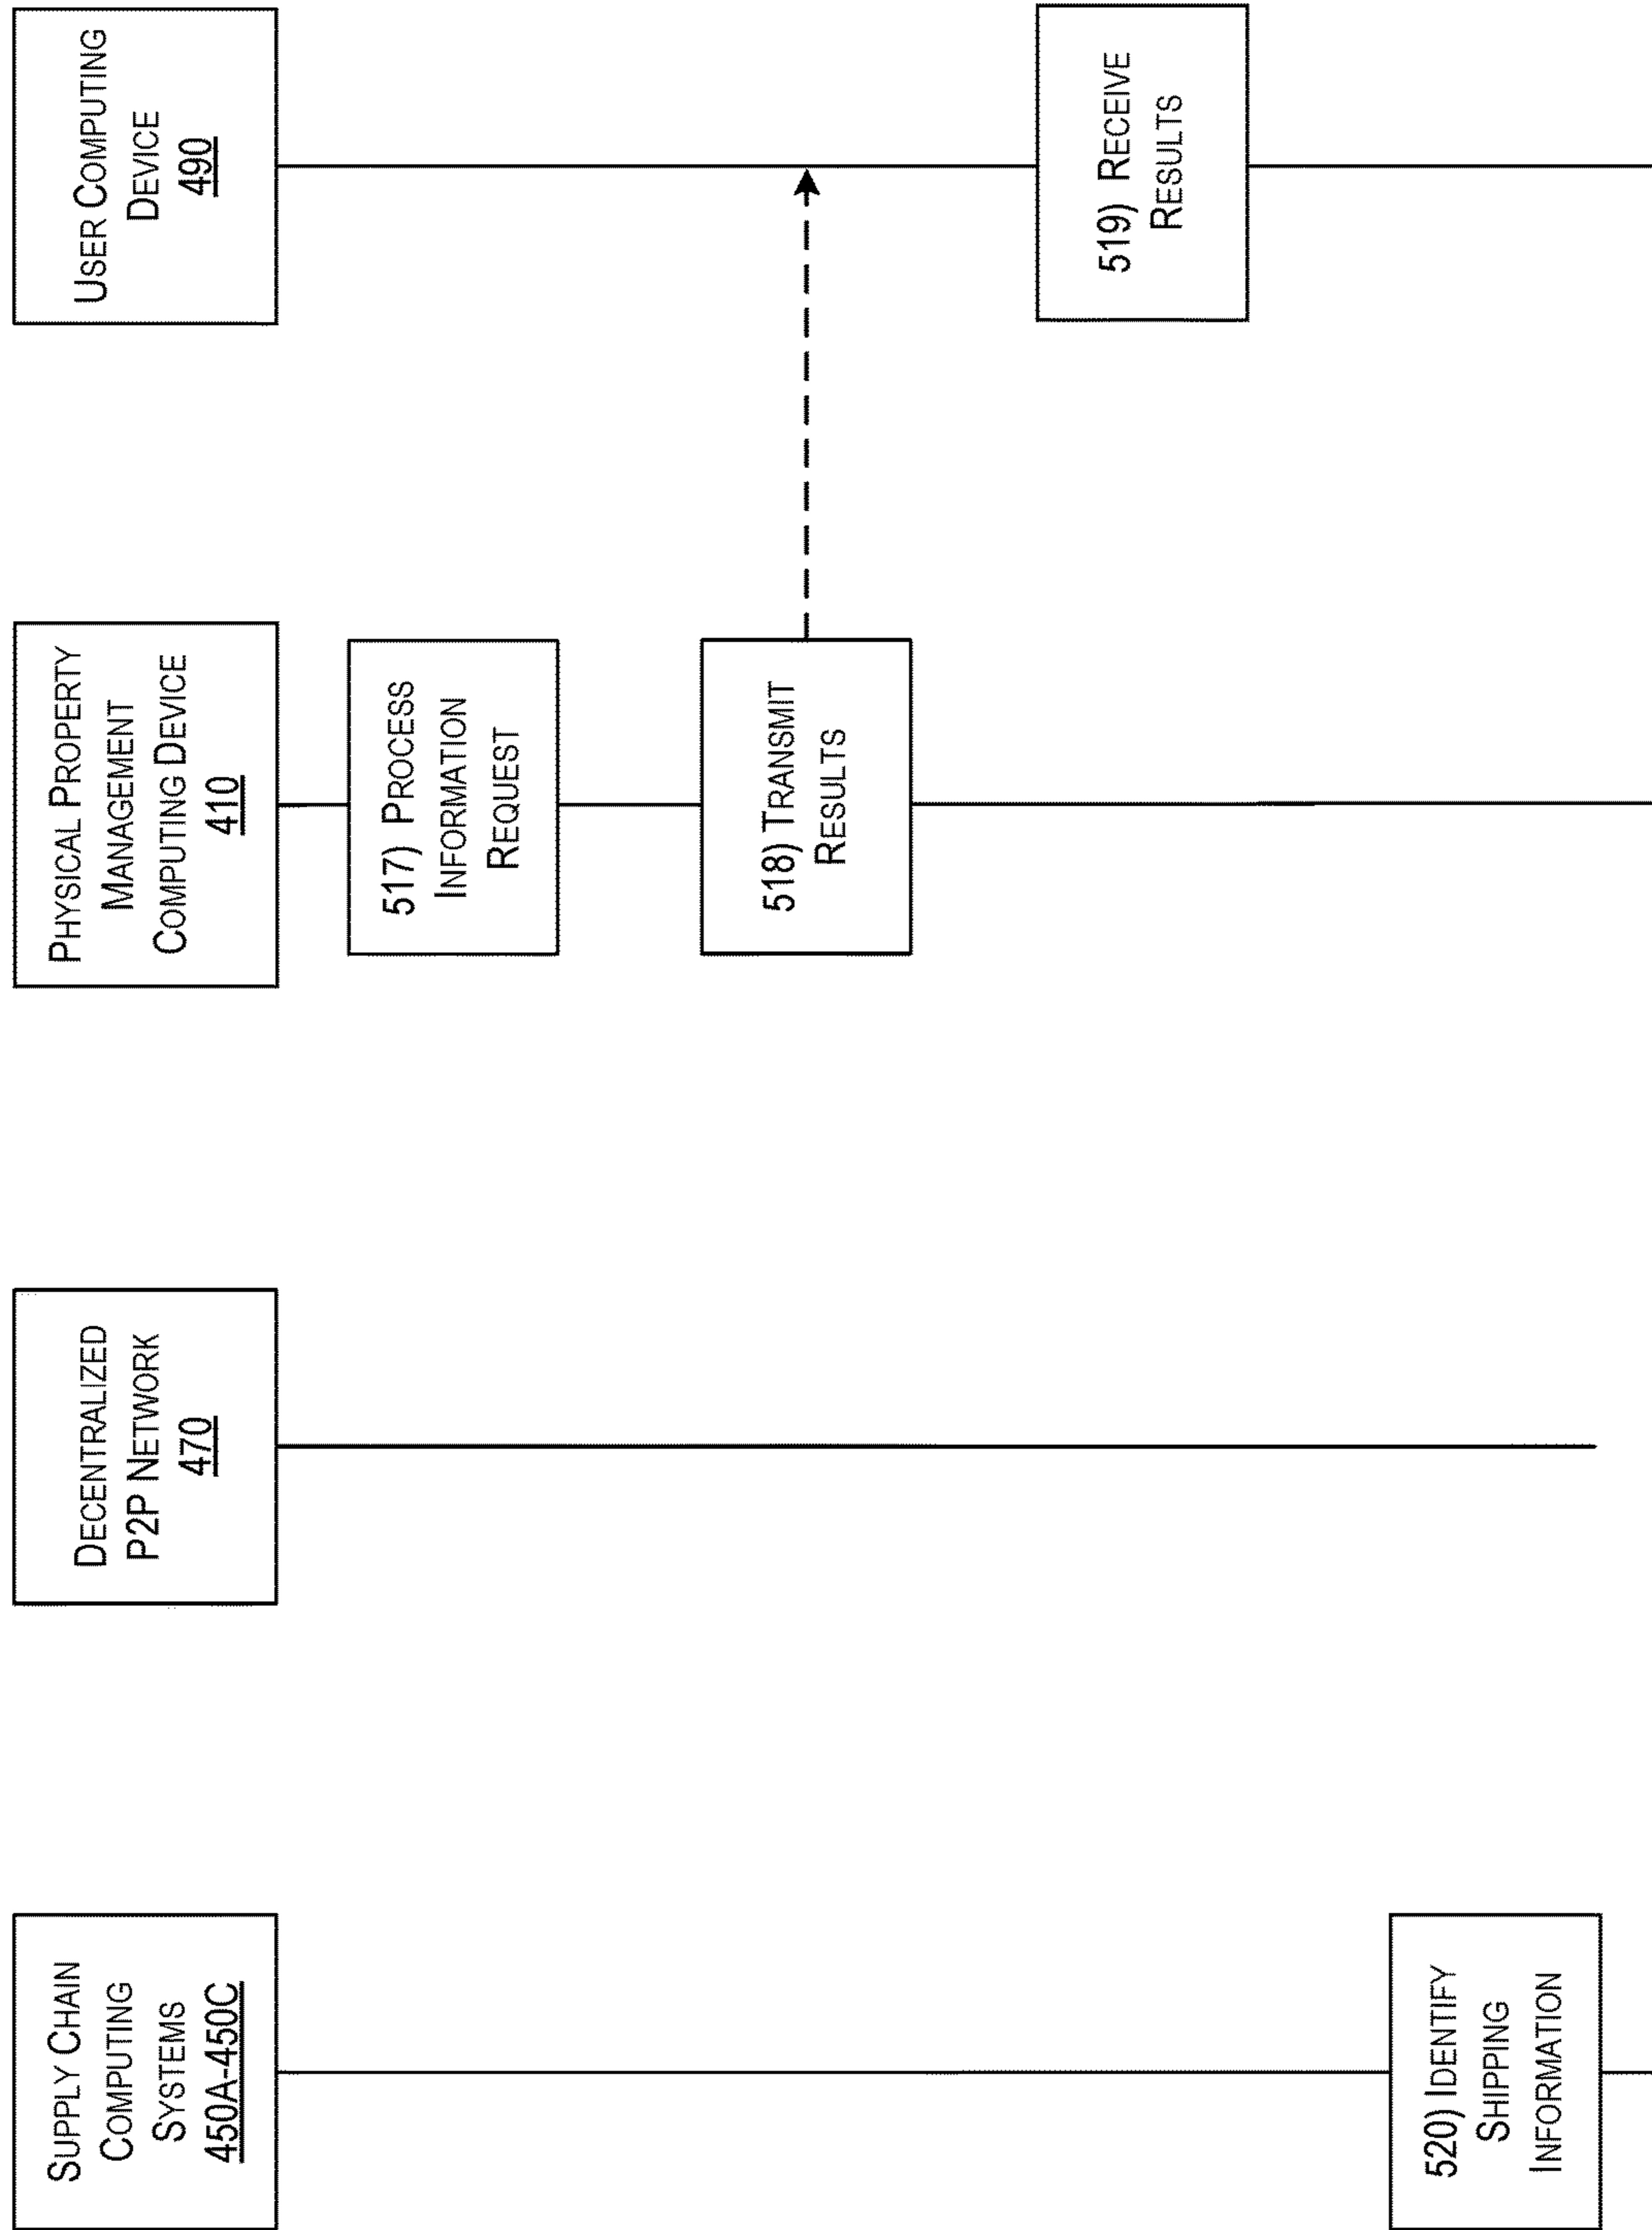 SUPPLY CHAIN
COMPUTING
SYSTEMS
450A-450C
DECENTRALIZED
P2P NETWORK
470
PHYSICAL PROPERTY
MANAGEMENT
COMPUTING DEVICE
410
USER COMPUTING
DEVICE
490
517) PROCESS
INFORMATION
REQUEST
518) TRANSMIT
RESULTS
519) RECEIVE
RESULTS
520) IDENTIFY
SHIPPING
INFORMATION